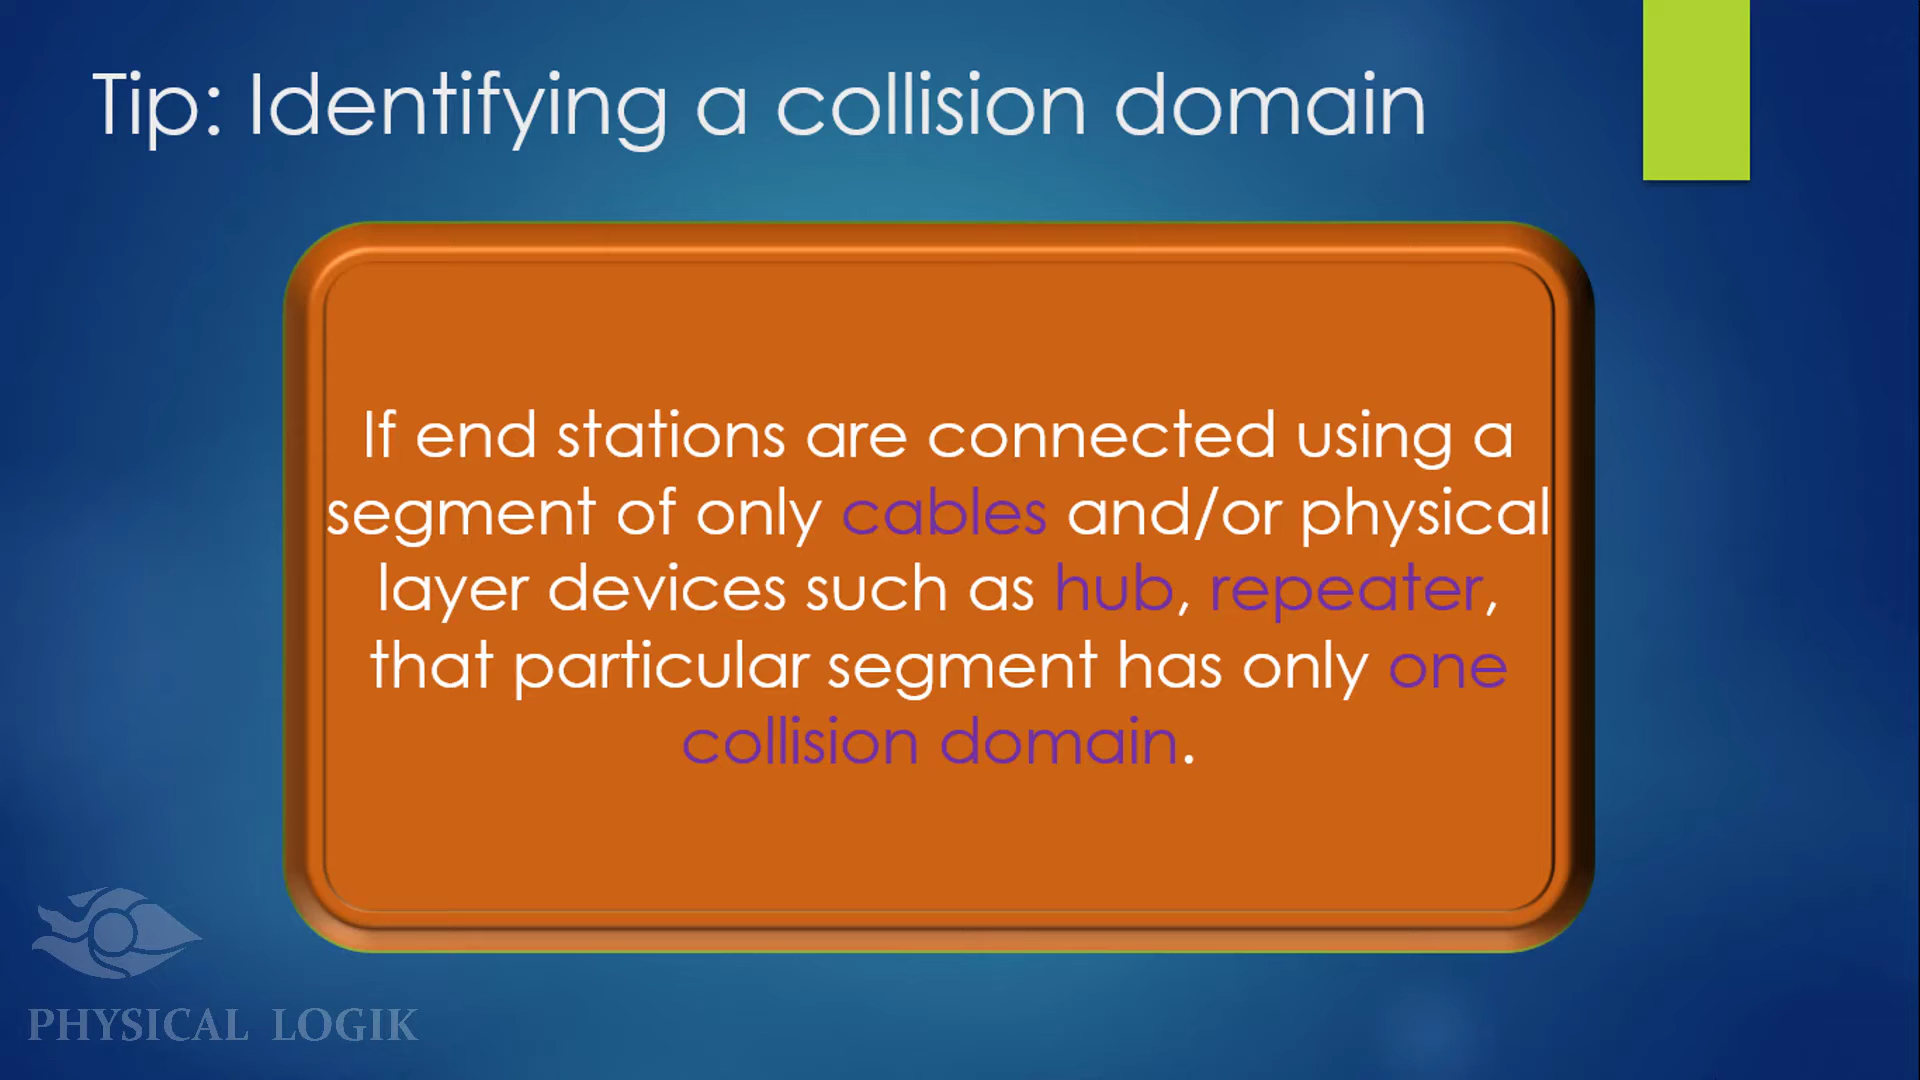 Tip: Identifying a collision domain
If end stations are connected using a
segment of only cables and/or physical
layer devices such as hub, repeater,
that particular segment has only one
collision domain.
PHYSICAL LOGIK